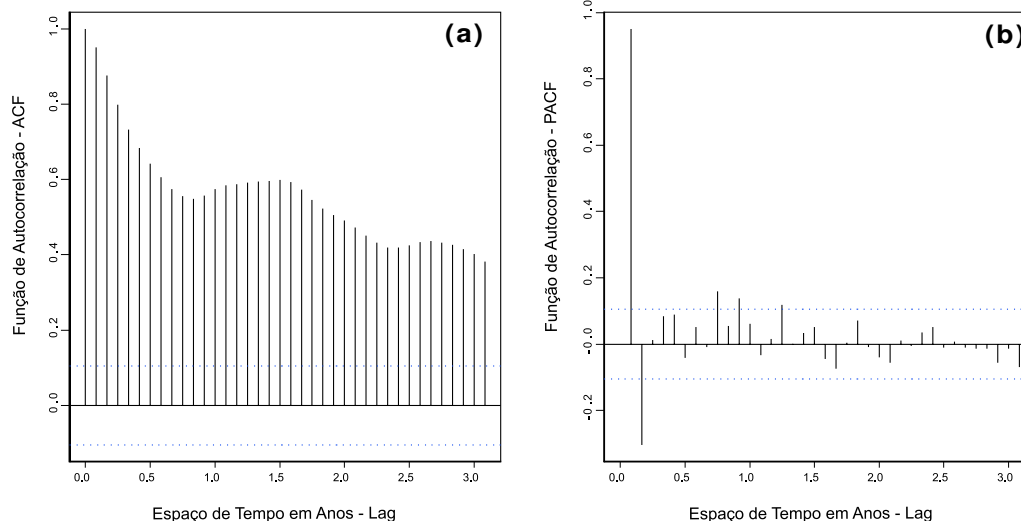 (a)
Função de Autocorrelação - ACF
1.0
0.8
0.6
0.4
0.2
0.0
0.0 0.5 1.0 1.5 2.0 2.5 3.0
Espaço de Tempo em Anos - Lag
(b)
Função de Autocorrelação - PACF
1.0
0.8
0.6
0.4
0.2
-0.0
-0.2
0.0 0.5 1.0 1.5 2.0 2.5 3.0
Espaço de Tempo em Anos - Lag